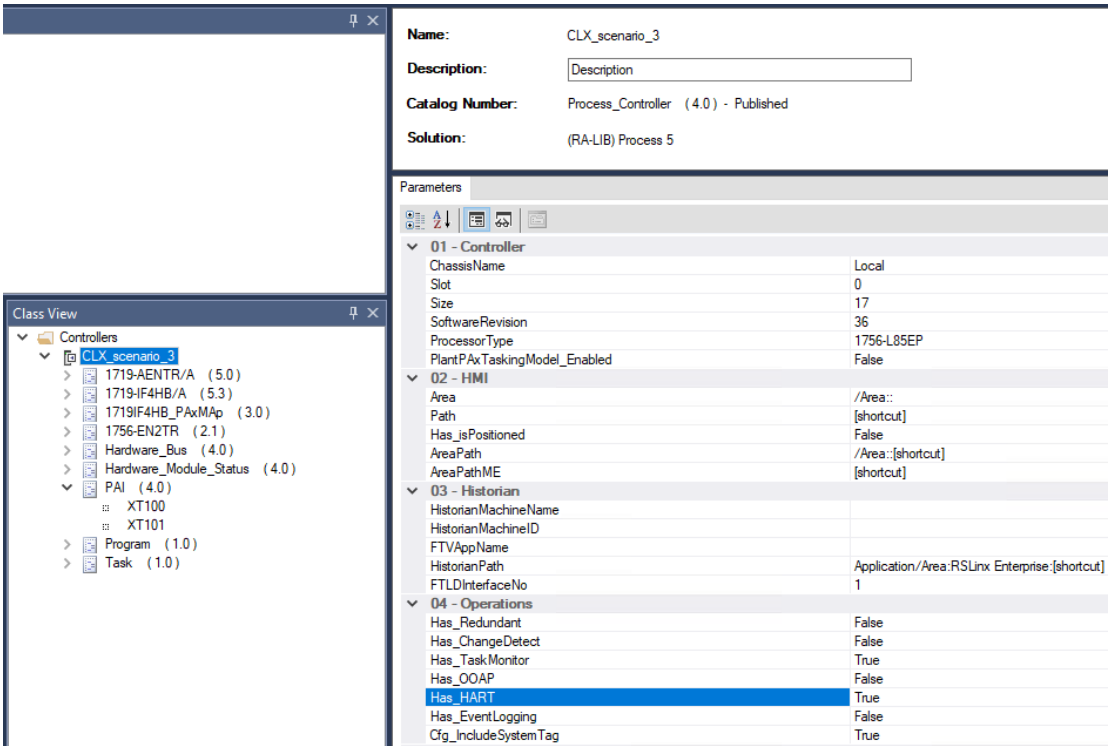 Name: CLX_scenario_3
Description: Description
Catalog Number: Process_Controller (4.0) - Published
Solution: (RA-LIB) Process 5
Parameters
01 - Controller
ChassisName Local
Slot 0
Size 17
SoftwareRevision 36
ProcessorType 1756-L85EP
PlantPAxTaskingModel_Enabled False
02 - HMI
Area /Area::
Path [shortcut]
Has_isPositioned False
AreaPath /Area::[shortcut]
AreaPathME [shortcut]
03 - Historian
HistorianMachineName
HistorianMachineID
FTVAppName
HistorianPath Application/Area:RSLinx Enterprise:[shortcut]
FTLDInterfaceNo 1
04 - Operations
Has_Redundant False
Has_ChangeDetect False
Has_TaskMonitor True
Has_OOAP False
Has_HART True
Has_EventLogging False
Cfg_IncludeSystemTag True
Class View
Controllers
CLX_scenario_3
1719-AENTR/A (5.0)
1719-IF4HB/A (5.3)
1719IF4HB_PAxMAp (3.0)
1756-EN2TR (2.1)
Hardware_Bus (4.0)
Hardware_Module_Status (4.0)
PAI (4.0)
XT100
XT101
Program (1.0)
Task (1.0)